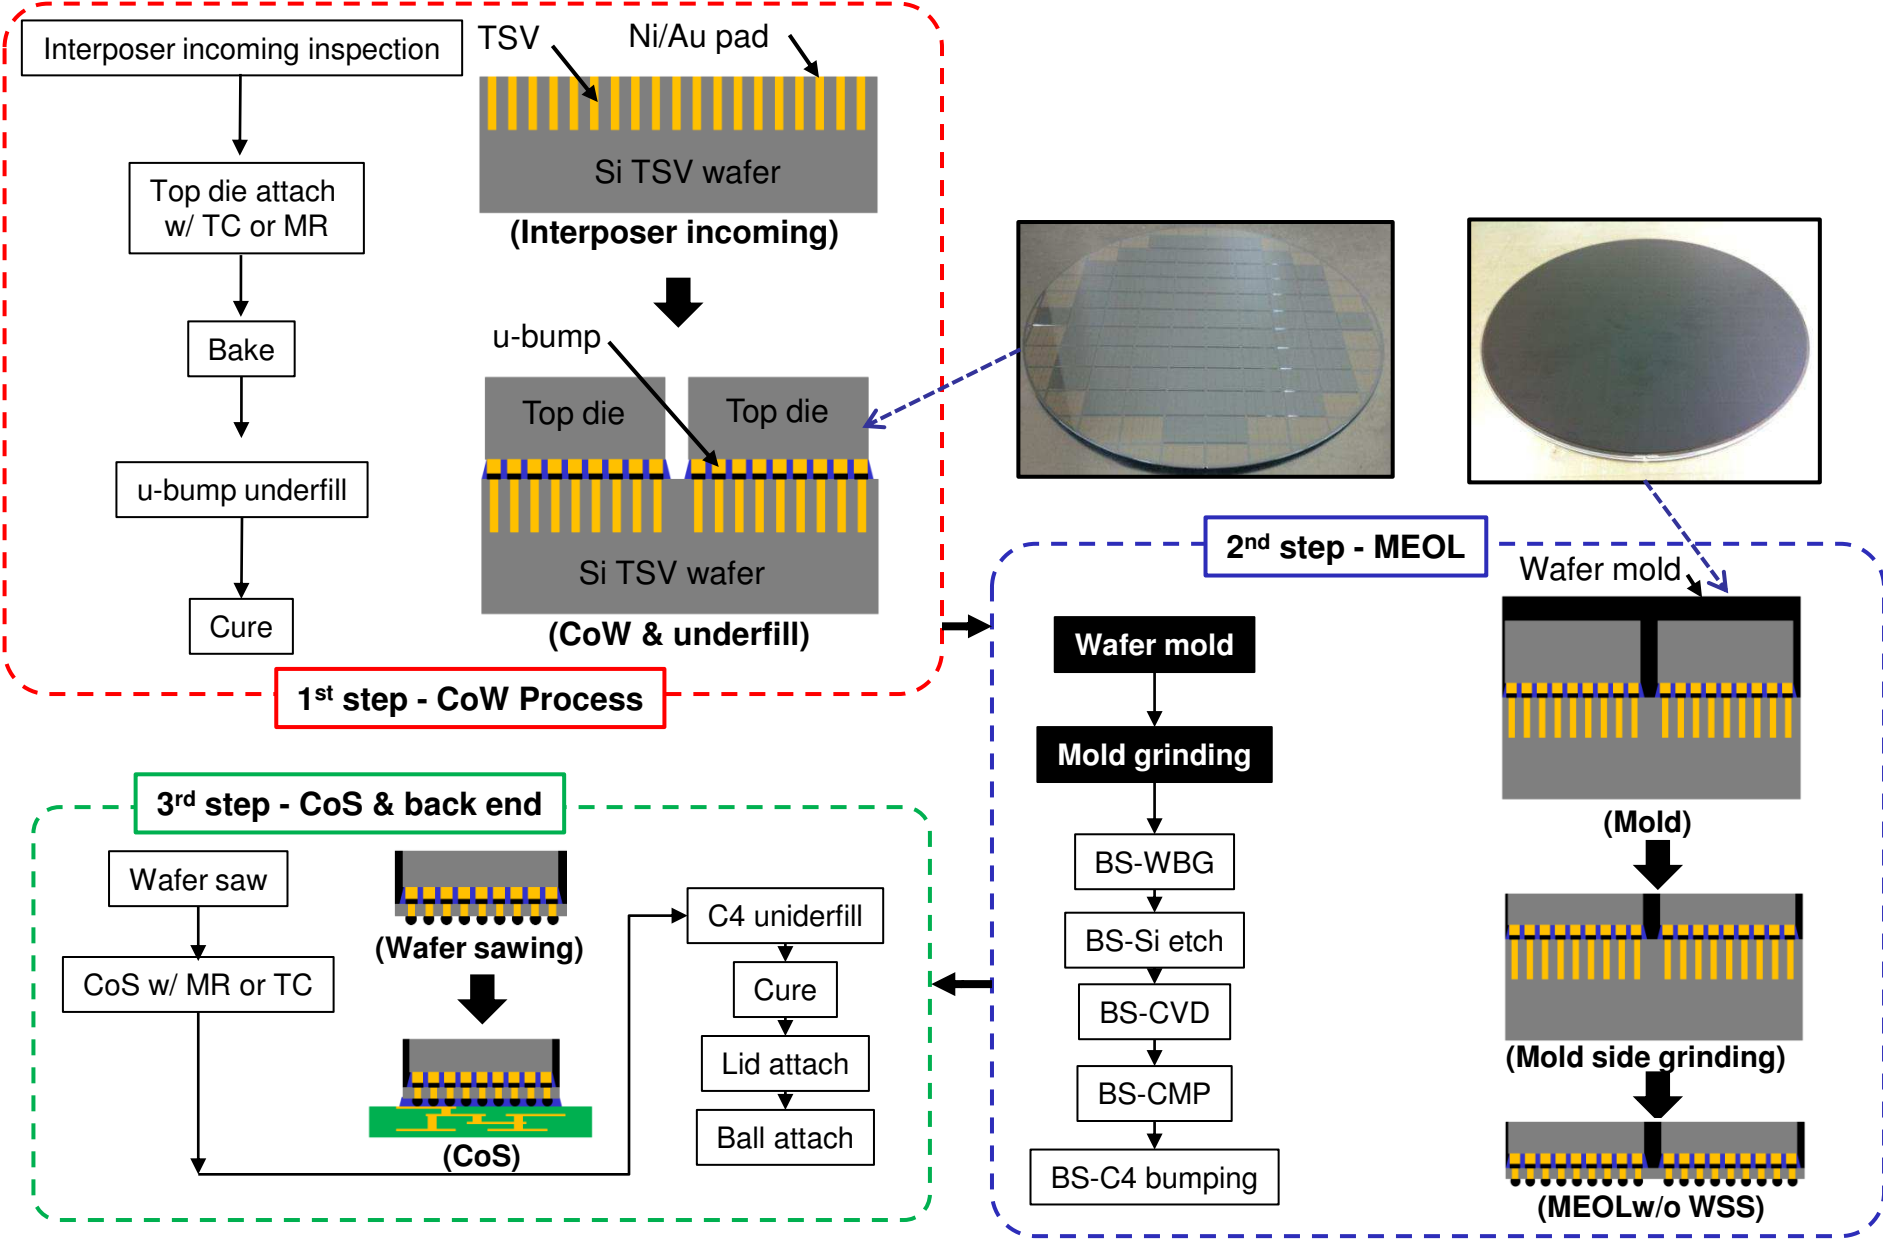 Interposer incoming inspection
Top die attach
w/ TC or MR
Bake
u-bump underfill
Cure
TSV
Ni/Au pad
Si TSV wafer
(Interposer incoming)
u-bump
Top die
Top die
Si TSV wafer
(CoW & underfill)
1st step - CoW Process
2nd step - MEOL
Wafer mold
Mold grinding
BS-WBG
BS-Si etch
BS-CVD
BS-CMP
BS-C4 bumping
Wafer mold
(Mold)
(Mold side grinding)
(MEOLw/o WSS)
3rd step - CoS & back end
Wafer saw
CoS w/ MR or TC
(Wafer sawing)
(CoS)
C4 uniderfill
Cure
Lid attach
Ball attach